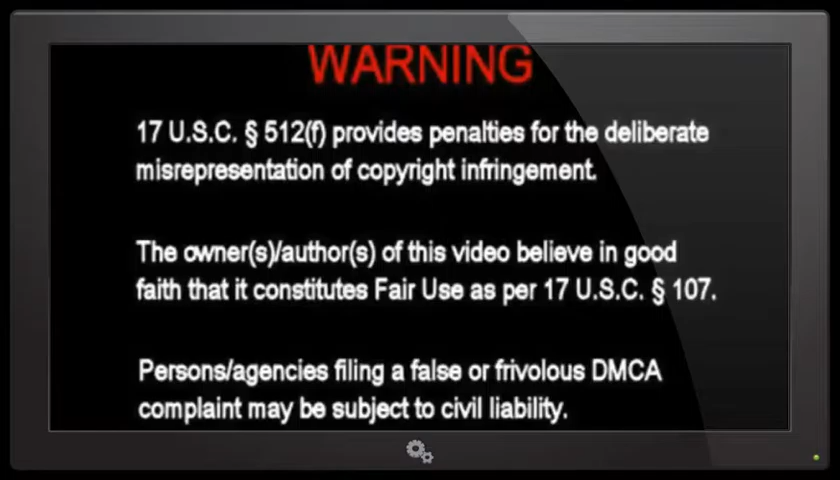 WARNING
17 U.S.C. § 512(f) provides penalties for the deliberate
misrepresentation of copyright infringement.
The owner(s)/author(s) of this video believe in good
faith that it constitutes Fair Use as per 17 U.S.C. § 107.
Persons/agencies filing a false or frivolous DMCA
complaint may be subject to civil liability.